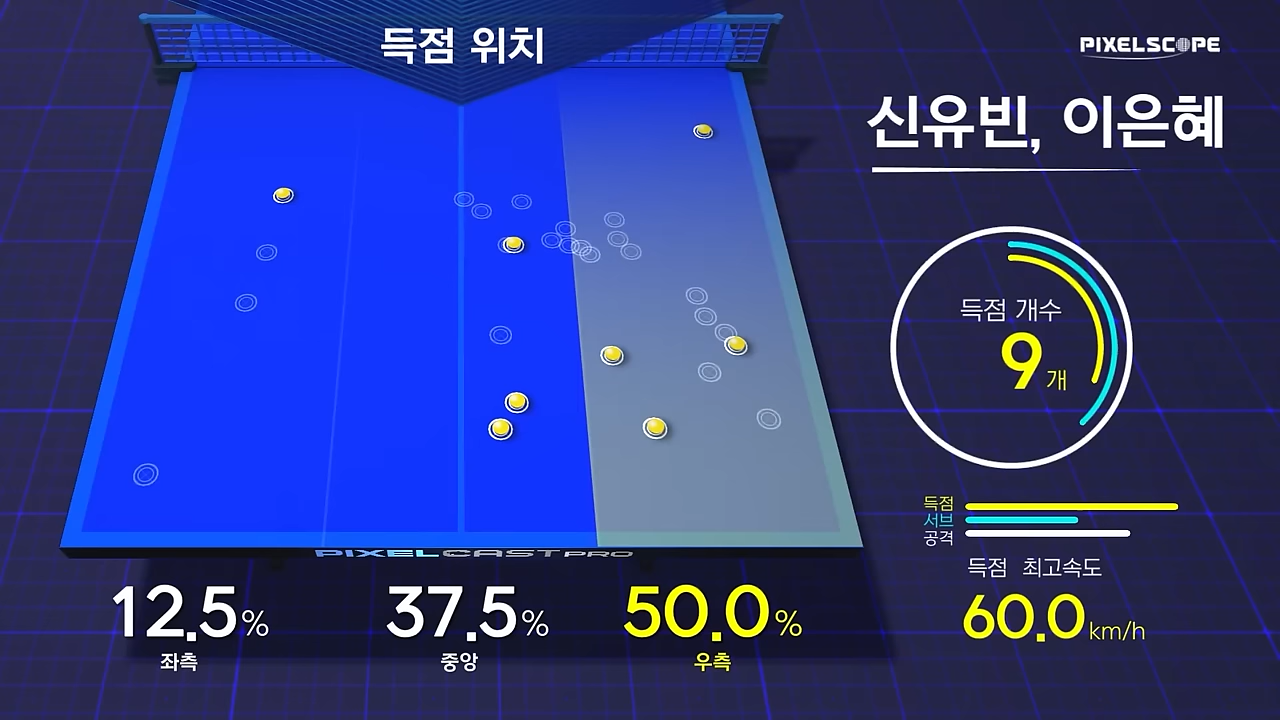 득점 위치
PIXELSCOPE
신유빈, 이은혜
득점 개수
9개
득점
서브
공격
득점 최고속도
60.0km/h
PIXELCASTPRO
12.5%
좌측
37.5%
중앙
50.0%
우측